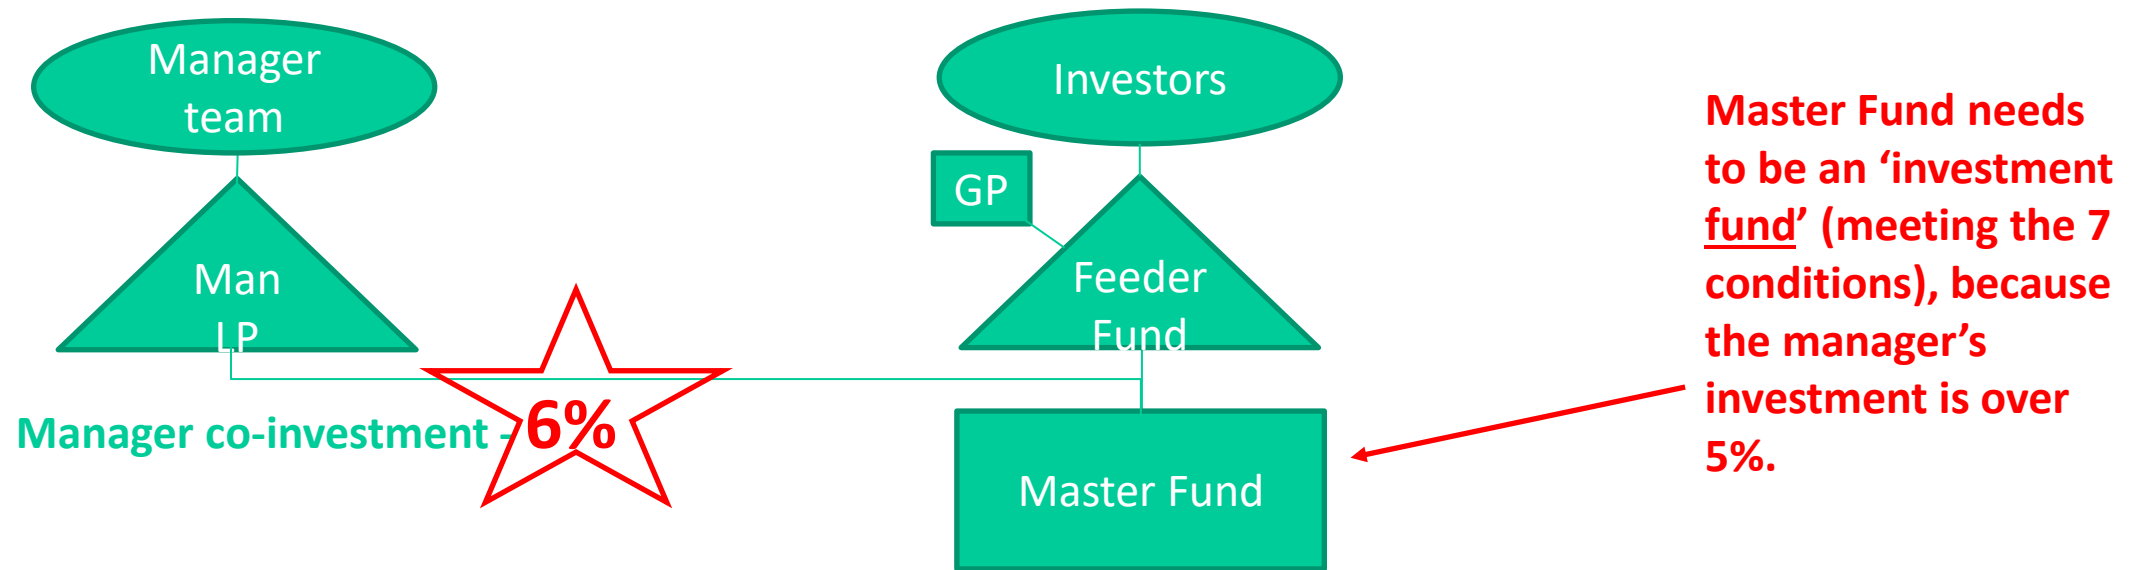 Manager
team
Man
LP
Manager co-investment -
6%
Investors
GP
Feeder
Fund
Master Fund
Master Fund needs
to be an ‘investment
fund’ (meeting the 7
conditions), because
the manager’s
investment is over
5%.